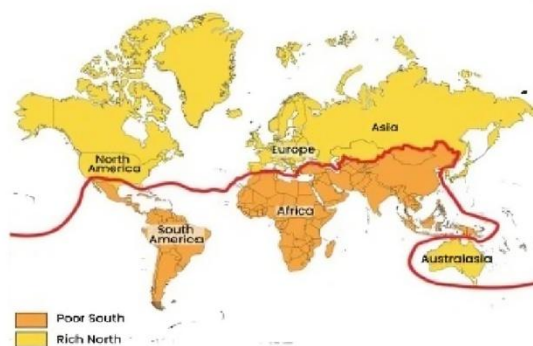 North
America
Europe
Asia
Africa
South
America
Australasia
Poor South
Rich North